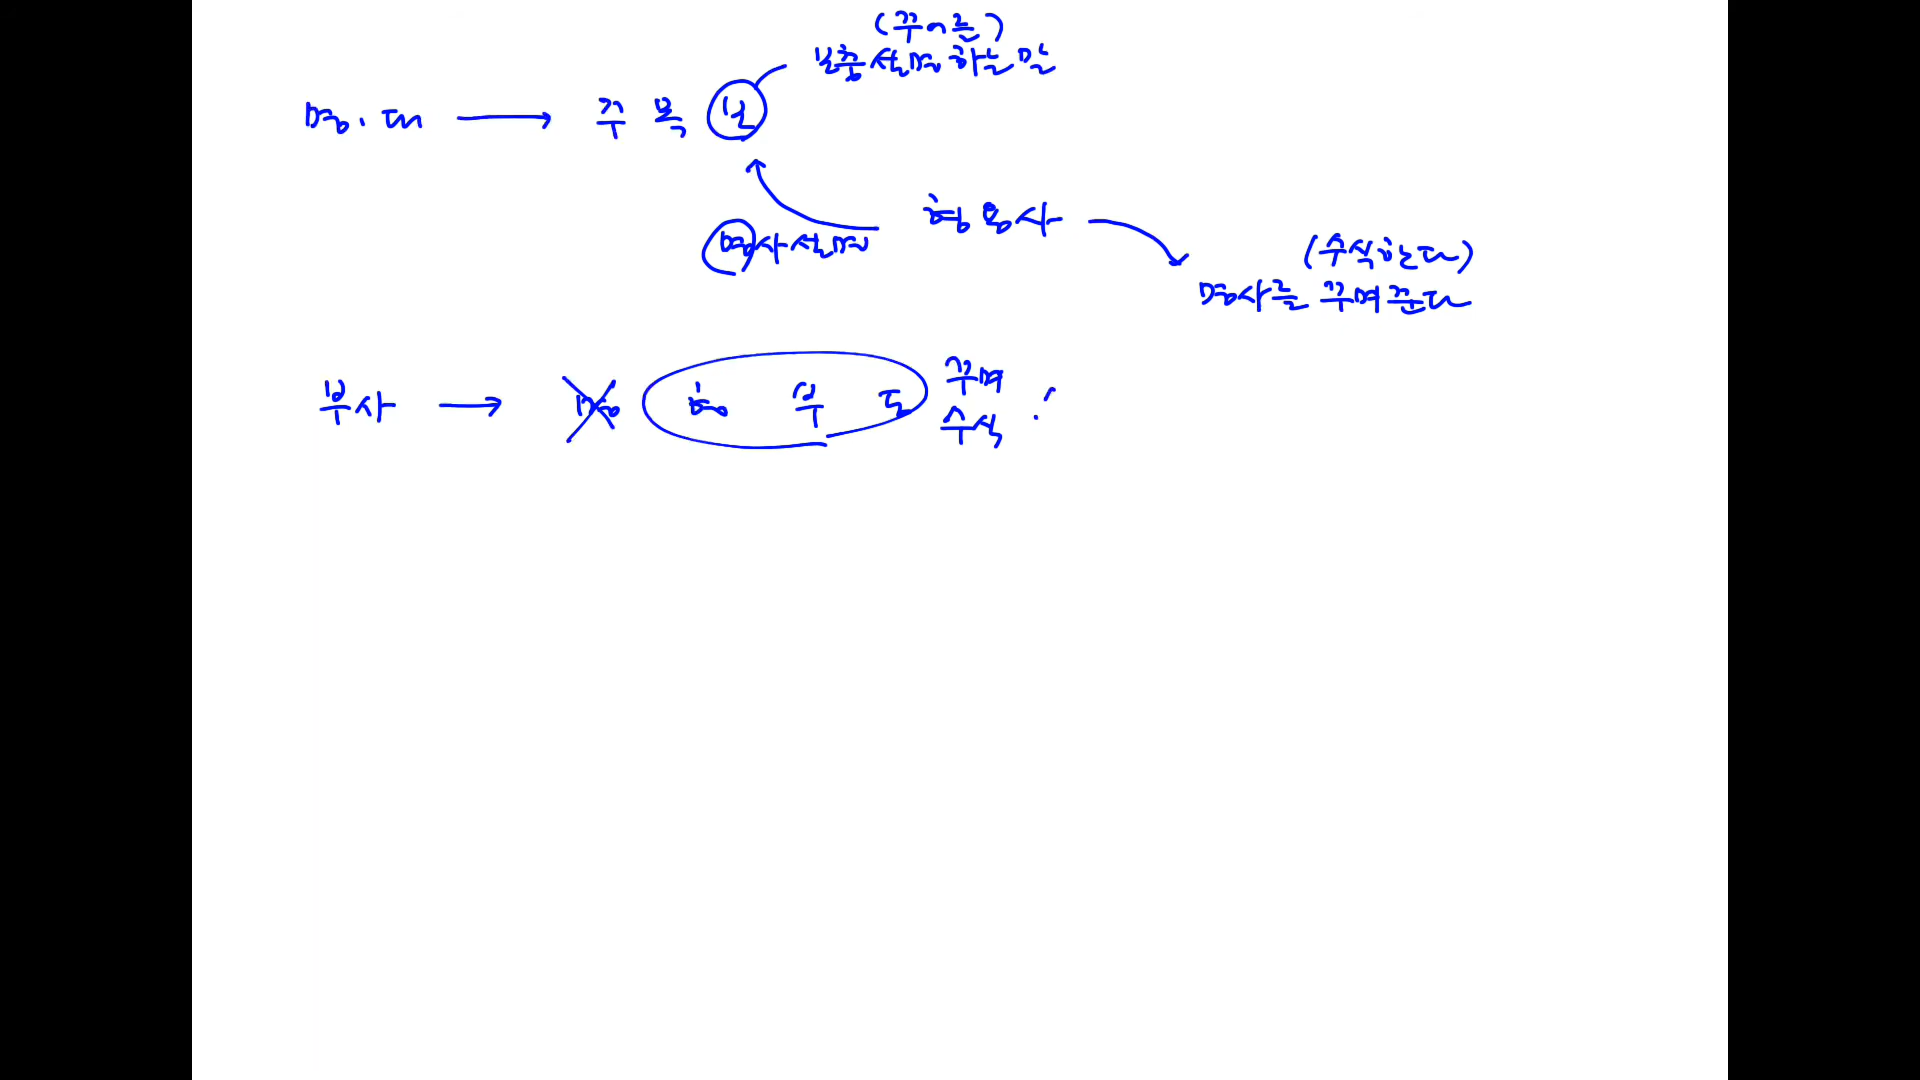 (꾸미는)
보충 설명 하는 말
명. 대 → 주 목 보
형용사
명사 설명
(수식한다)
명사를 꾸며준다
꾸며
부사 → 명 형 부 동
수식 !